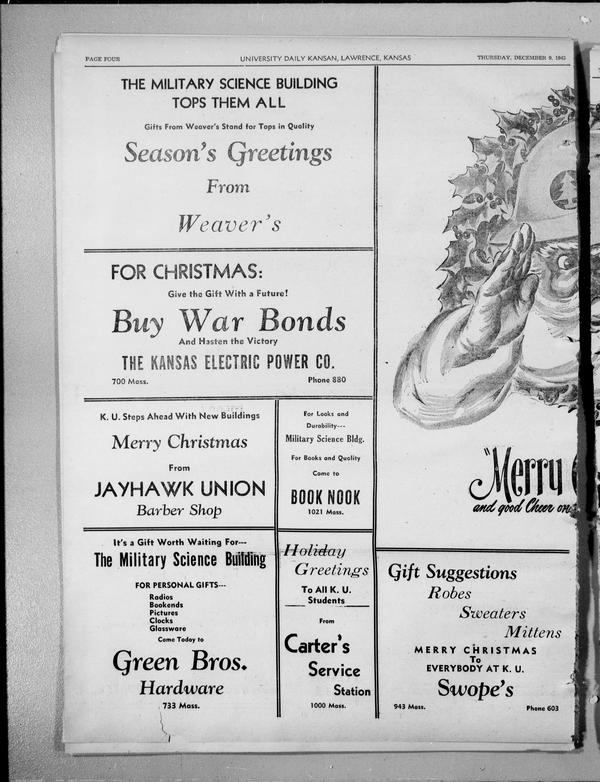 PAGE FOUR
UNIVERSITY DAILY KANSAN, LAWRENCE, KANSAS
THURSDAY, DECEMBER 9, 1943
THE MILITARY SCIENCE BUILDING
TOPS THEM ALL
Gifts From Weaver's Stand for Tops in Quality
Season's Greetings
From
Weaver's
FOR CHRISTMAS:
Give the Gift With a Future!
Buy War Bonds
And Hasten the Victory
THE KANSAS ELECTRIC POWER CO.
700 Mass.
Phone 880
K. U. Steps Ahead With New Buildings
Merry Christmas
From
JAYHAWK UNION
Barber Shop
For Looks and
Durability---
Military Science Bldg.
For Books and Quality
Come to
BOOK NOOK
1021 Mass.
It's a Gift Worth Waiting For---
The Military Science Building
FOR PERSONAL GIFTS---
Radios
Bookends
Pictures
Clocks
Glassware
Come Today to
Green Bros.
Hardware
733 Mass.
Holiday
Greetings
To All K. U.
Students
From
Carter's
Service
Station
1000 Mass.
"Merry
and good Cheer
Gift Suggestions
Robes
Sweaters
Mittens
MERRY CHRISTMAS
To
EVERYBODY AT K. U.
Swope's
943 Mass.
Phone 603